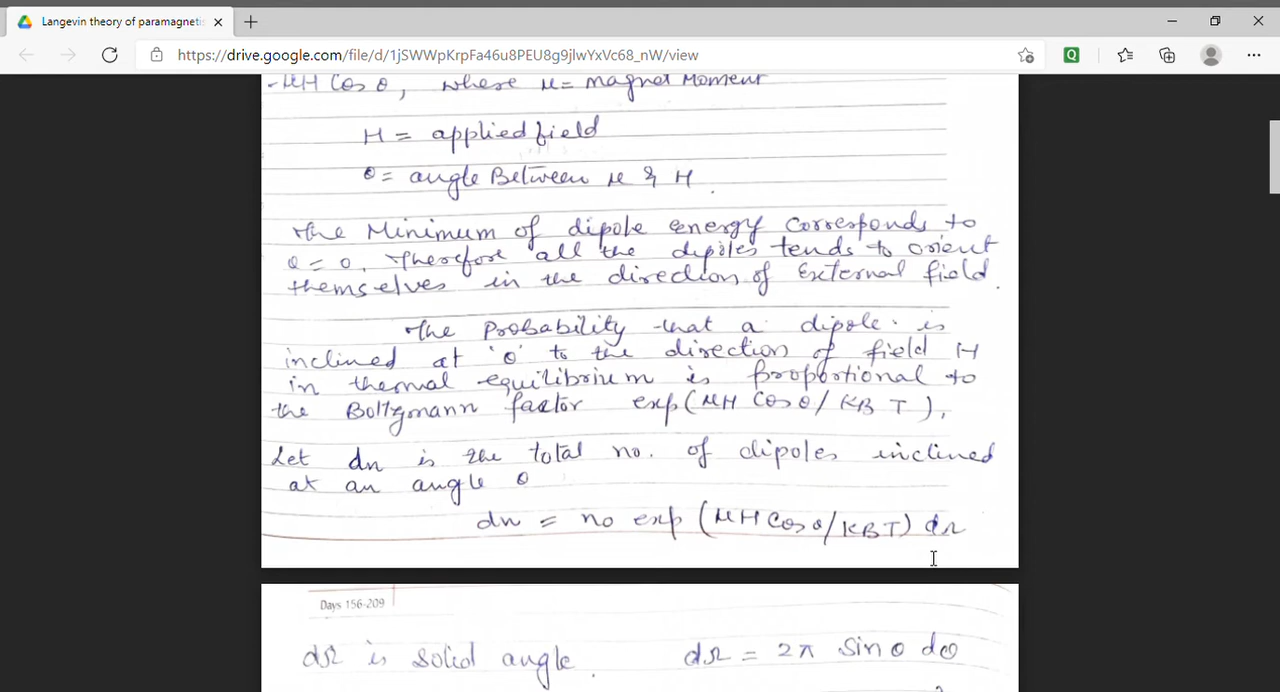 Langevin theory of paramagneti
https://drive.google.com/file/d/1jSWWpKrpFa46u8PEU8g9jlwYxVc68_nW/view
-μH Cos θ, where μ= magnet Moment
H = applied field
θ= angle Between μ & H.
The Minimum of dipole energy corresponds to
θ=0. Therefore all the dipoles tends to orient
themselves in the direction of External field.
The Probability that a dipole is
inclined at 'θ' to the direction of field H
in thermal equilibrium is proportional to
the Boltzmann factor exp(μH Cos θ/KB T),
Let dn is the total no. of dipoles inclined
at an angle θ
dn = no exp (μH Cos θ/KBT) dΩ
Days 156-209
dΩ is solid angle. dΩ = 2π Sin θ dθ